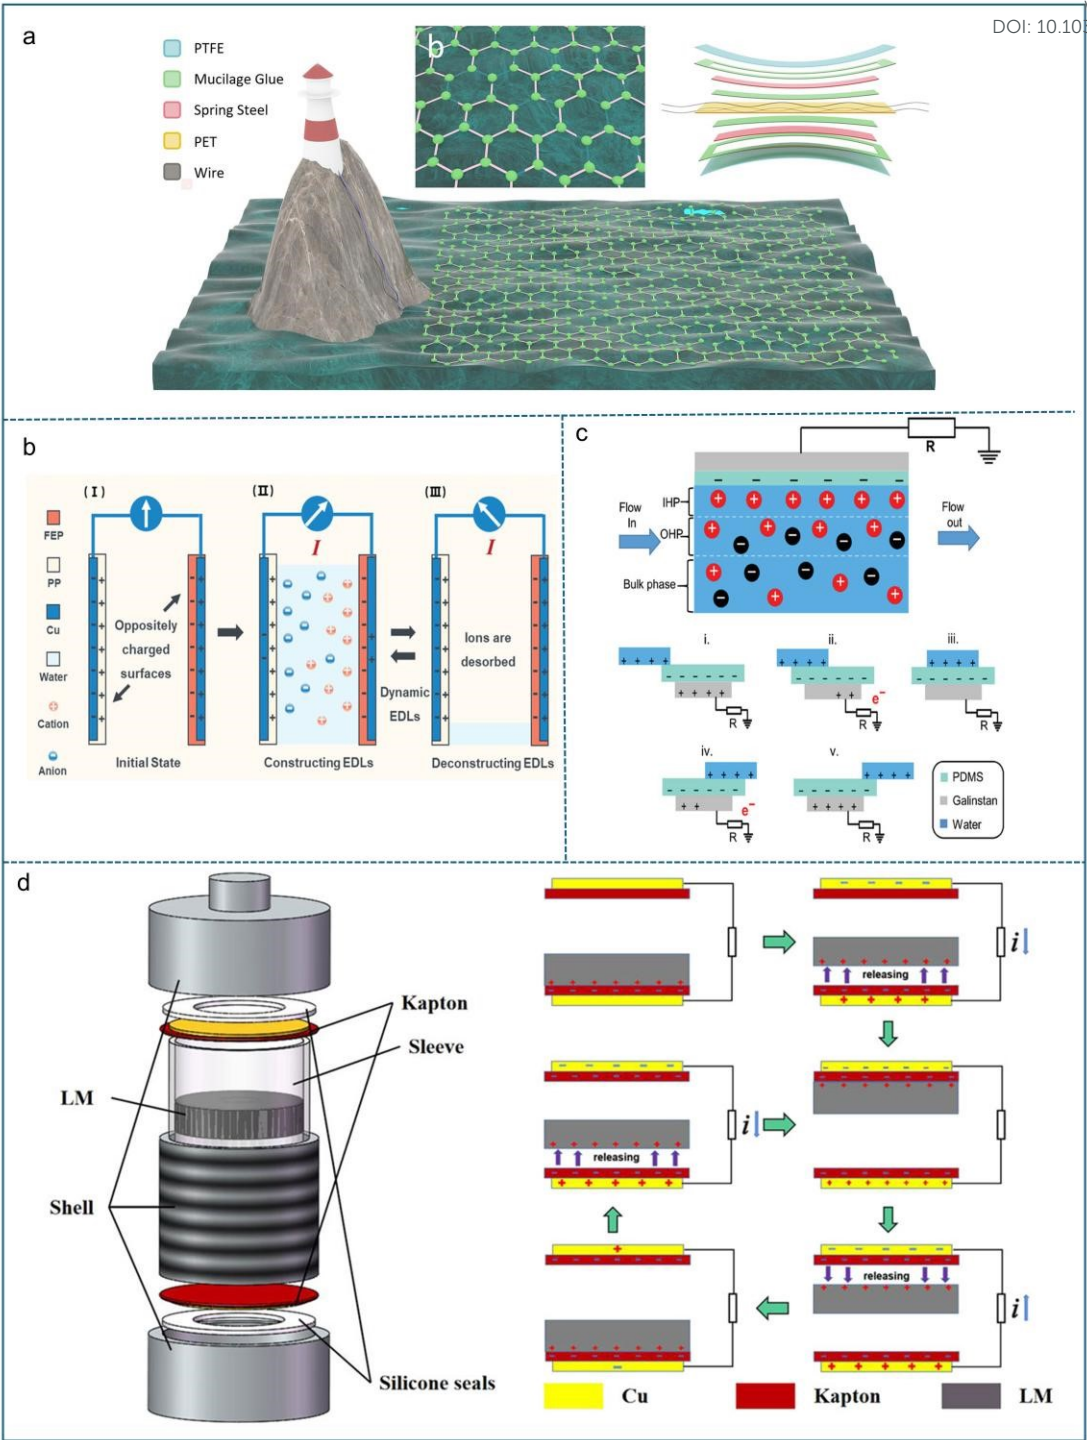 DOI: 10.103
a
PTFE
Mucilage Glue
Spring Steel
PET
Wire
b
b
(I)
(II)
(III)
I
I
FEP
PP
Cu
Water
Cation
Anion
Oppositely
charged
surfaces
Ions are
desorbed
Dynamic
EDLs
Initial State
Constructing EDLs
Deconstructing EDLs
c
R
Flow
In
IHP
OHP
Bulk phase
Flow
out
i.
ii.
iii.
R
e⁻
R
R
iv.
v.
e⁻
R
R
PDMS
Galinstan
Water
d
Kapton
Sleeve
LM
Shell
Silicone seals
releasing
i
releasing
i
releasing
i
Cu
Kapton
LM